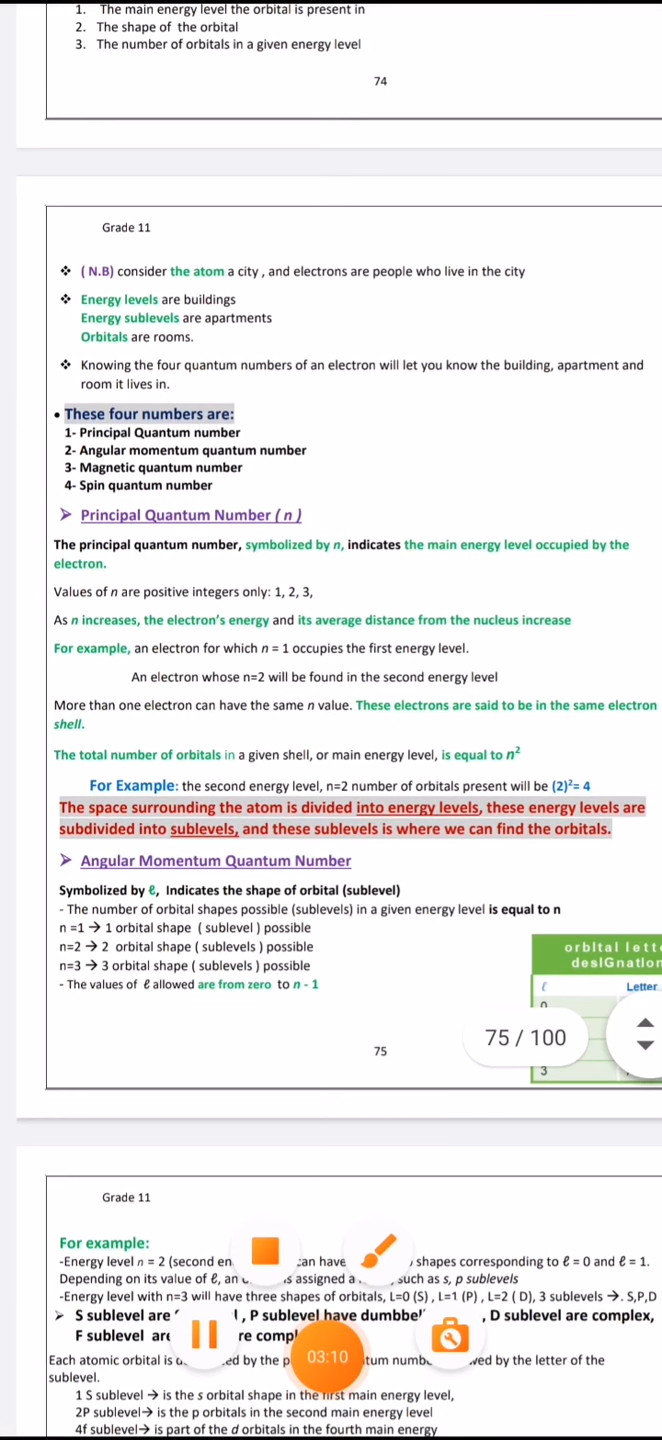 1. The main energy level the orbital is present in
2. The shape of the orbital
3. The number of orbitals in a given energy level
74
Grade 11
❖ ( N.B) consider the atom a city , and electrons are people who live in the city
❖ Energy levels are buildings
Energy sublevels are apartments
Orbitals are rooms.
❖ Knowing the four quantum numbers of an electron will let you know the building, apartment and
room it lives in.
• These four numbers are:
1- Principal Quantum number
2- Angular momentum quantum number
3- Magnetic quantum number
4- Spin quantum number
➢ Principal Quantum Number ( n )
The principal quantum number, symbolized by n, indicates the main energy level occupied by the
electron.
Values of n are positive integers only: 1, 2, 3,
As n increases, the electron's energy and its average distance from the nucleus increase
For example, an electron for which n = 1 occupies the first energy level.
An electron whose n=2 will be found in the second energy level
More than one electron can have the same n value. These electrons are said to be in the same electron
shell.
The total number of orbitals in a given shell, or main energy level, is equal to n²
For Example: the second energy level, n=2 number of orbitals present will be (2)²= 4
The space surrounding the atom is divided into energy levels, these energy levels are
subdivided into sublevels, and these sublevels is where we can find the orbitals.
➢ Angular Momentum Quantum Number
Symbolized by ℓ, Indicates the shape of orbital (sublevel)
- The number of orbital shapes possible (sublevels) in a given energy level is equal to n
n =1 → 1 orbital shape ( sublevel ) possible
n=2 → 2 orbital shape ( sublevels ) possible
n=3 → 3 orbital shape ( sublevels ) possible
- The values of ℓ allowed are from zero to n - 1
orbItal
desIGnatIon
ℓ Letter
0
3
75 / 100
75
Grade 11
For example:
-Energy level n = 2 (second can have shapes corresponding to ℓ = 0 and ℓ = 1.
Depending on its value of ℓ, an is assigned a such as s, p sublevels
-Energy level with n=3 will have three shapes of orbitals, L=0 (S) , L=1 (P) , L=2 ( D), 3 sublevels →. S,P,D
➢ S sublevel are , P sublevel have , D sublevel are complex,
F sublevel are
03:10
Each atomic orbital is by the by the letter of the
sublevel.
1 S sublevel → is the s orbital shape in the first main energy level,
2P sublevel→ is the p orbitals in the second main energy level
4f sublevel→ is part of the d orbitals in the fourth main energy